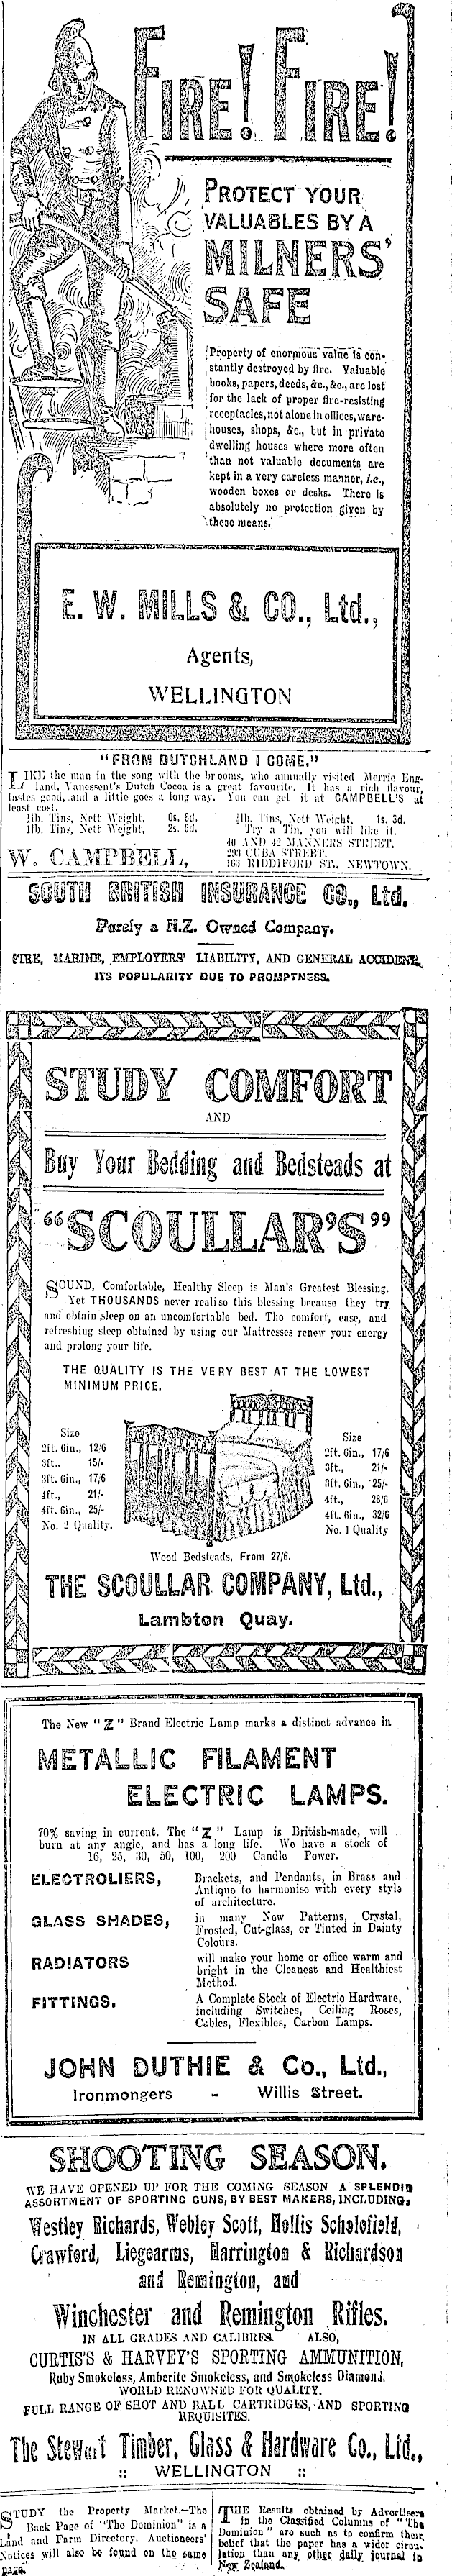 FIRE! FIRE!
PROTECT YOUR
VALUABLES BY A
MILNERS'
SAFE
Property of enormous value is con-
stantly destroyed by fire. Valuable
books, papers, deeds, &c., &c., are lost
for the lack of proper fire-resisting
receptacles, not alone in offices, ware-
houses, shops, &c., but in private
dwelling houses where more often
than not valuable documents are
kept in a very careless manner, i.e.,
wooden boxes or desks. There is
absolutely no protection given by
these means.
E. W. MILLS & CO., Ltd.,
Agents,
WELLINGTON
"FROM DUTCHLAND I COME."
LIKE the man in the song with the brooms, who annually visited Merrie Eng-
land, Vanessent's Dutch Cocoa is a great favourite. It has a rich flavour,
tastes good, and a little goes a long way. You can get it at CAMPBELL'S at
least cost.
lb. Tins, Nett Weight, 0s. 8d. lb. Tins, Nett Weight, 1s. 3d.
1lb. Tins, Nett Weight, 2s. 6d. Try a Tin, you will like it.
W. CAMPBELL,
40 AND 42 MANNERS STREET.
293 CUBA STREET.
163 RIDDIFORD ST., NEWTOWN.
SOUTH BRITISH INSURANCE CO., Ltd.
Purely a N.Z. Owned Company.
FIRE, MARINE, EMPLOYERS' LIABILITY, AND GENERAL ACCIDENT.
ITS POPULARITY DUE TO PROMPTNESS.
STUDY COMFORT
AND
Buy Your Bedding and Bedsteads at
"SCOULLAR'S"
SOUND, Comfortable, Healthy Sleep is Man's Greatest Blessing.
Yet THOUSANDS never realise this blessing because they try
and obtain sleep on an uncomfortable bed. The comfort, ease, and
refreshing sleep obtained by using our Mattresses renew your energy
and prolong your life.
THE QUALITY IS THE VERY BEST AT THE LOWEST
MINIMUM PRICE.
Size
2ft. 6in., 12/6
3ft.. 15/-
3ft. 6in., 17/6
4ft., 21/-
4ft. 6in., 25/-
No. 2 Quality.
Size
2ft. 6in., 17/6
3ft., 21/-
3ft. 6in., 25/-
4ft., 28/6
4ft. 6in., 32/6
No. 1 Quality
Wood Bedsteads, From 27/6.
THE SCOULLAR COMPANY, Ltd.,
Lambton Quay.
The New "Z" Brand Electric Lamp marks a distinct advance in
METALLIC FILAMENT
ELECTRIC LAMPS.
70% saving in current. The "Z" Lamp is British-made, will
burn at any angle, and has a long life. We have a stock of
16, 25, 30, 50, 100, 200 Candle Power.
ELECTROLIERS, Brackets, and Pendants, in Brass and
Antique to harmonise with every style
of architecture.
GLASS SHADES, in many New Patterns, Crystal,
Frosted, Cut-glass, or Tinted in Dainty
Colours.
RADIATORS will make your home or office warm and
bright in the Cleanest and Healthiest
Method.
FITTINGS. A Complete Stock of Electric Hardware,
including Switches, Ceiling Roses,
Cables, Flexibles, Carbon Lamps.
JOHN DUTHIE & Co., Ltd.,
Ironmongers - Willis Street.
SHOOTING SEASON.
WE HAVE OPENED UP FOR THE COMING SEASON A SPLENDID
ASSORTMENT OF SPORTING GUNS, BY BEST MAKERS, INCLUDING:
Westley Richards, Webley Scott, Hollis Scholefield,
Crawford, Liegearms, Harrington & Richardson
and Remington, and
Winchester and Remington Rifles.
IN ALL GRADES AND CALIBRES. ALSO,
CURTIS'S & HARVEY'S SPORTING AMMUNITION,
Ruby Smokeless, Amberite Smokeless, and Smokeless Diamond.
WORLD RENOWNED FOR QUALITY.
FULL RANGE OF SHOT AND BALL CARTRIDGES, AND SPORTING
REQUISITES.
The Stewart Timber, Glass & Hardware Co., Ltd.,
:: WELLINGTON ::
STUDY the Property Market.—The
Back Page of "The Dominion" is a
Land and Farm Directory. Auctioneers'
Notices will also be found on the same
page.
THE Results obtained by Advertisers
in the Classified Columns of "The
Dominion" are such as to confirm their
belief that the paper has a wider circu-
lation than any other daily journal in
New Zealand.